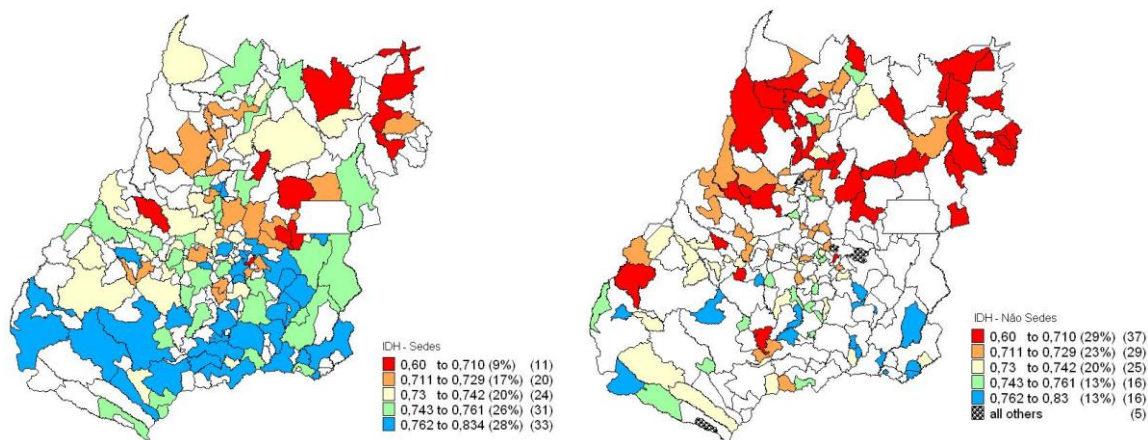 IDH - Sedes
0,60 to 0,710 (9%) (11)
0,711 to 0,729 (17%) (20)
0,73 to 0,742 (20%) (24)
0,743 to 0,761 (26%) (31)
0,762 to 0,834 (28%) (33)
IDH - Não Sedes
0,60 to 0,710 (29%) (37)
0,711 to 0,729 (23%) (29)
0,73 to 0,742 (20%) (25)
0,743 to 0,761 (13%) (16)
0,762 to 0,83 (13%) (16)
all others (5)